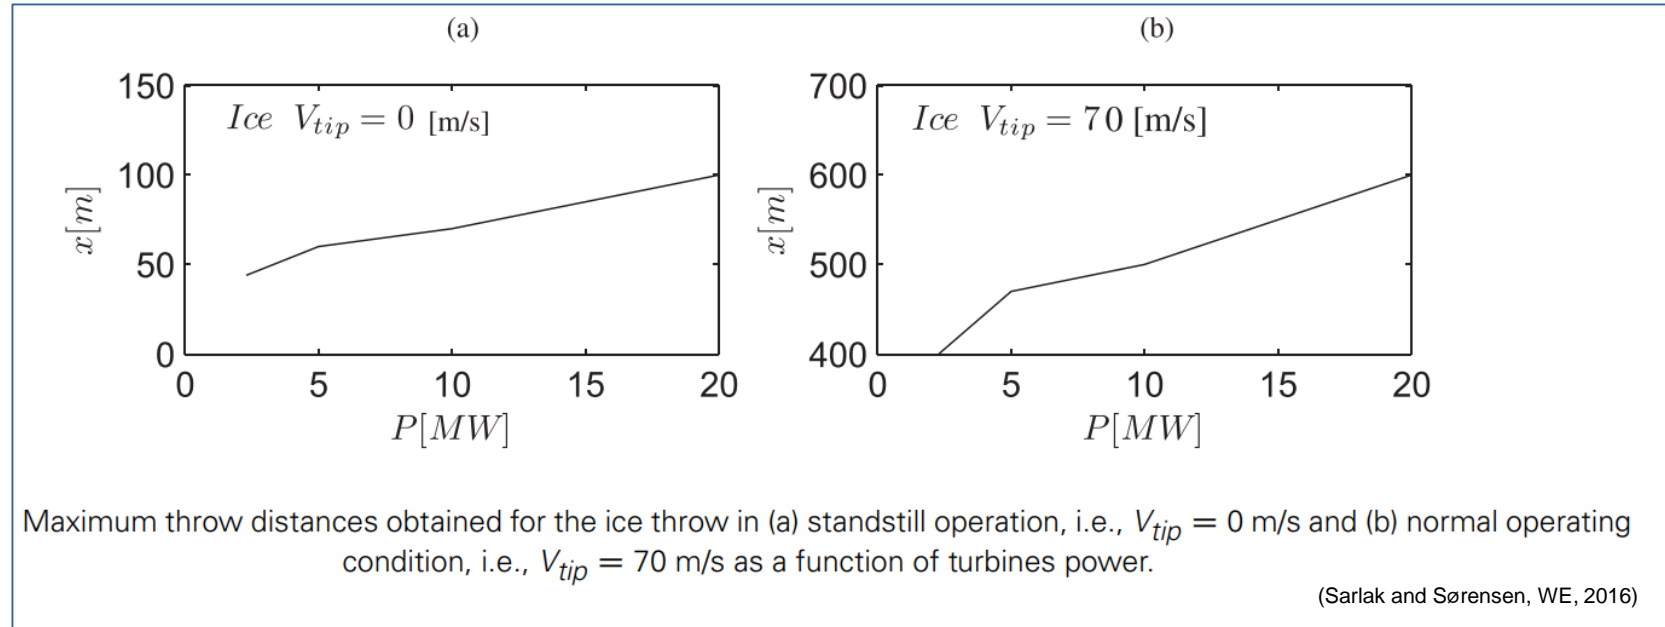 (a)
150
100
50
0
x[m]
Ice V_tip = 0 [m/s]
0 5 10 15 20
P[MW]
(b)
700
600
500
400
x[m]
Ice V_tip = 70 [m/s]
0 5 10 15 20
P[MW]
Maximum throw distances obtained for the ice throw in (a) standstill operation, i.e., V_tip = 0 m/s and (b) normal operating
condition, i.e., V_tip = 70 m/s as a function of turbines power.
(Sarlak and Sørensen, WE, 2016)